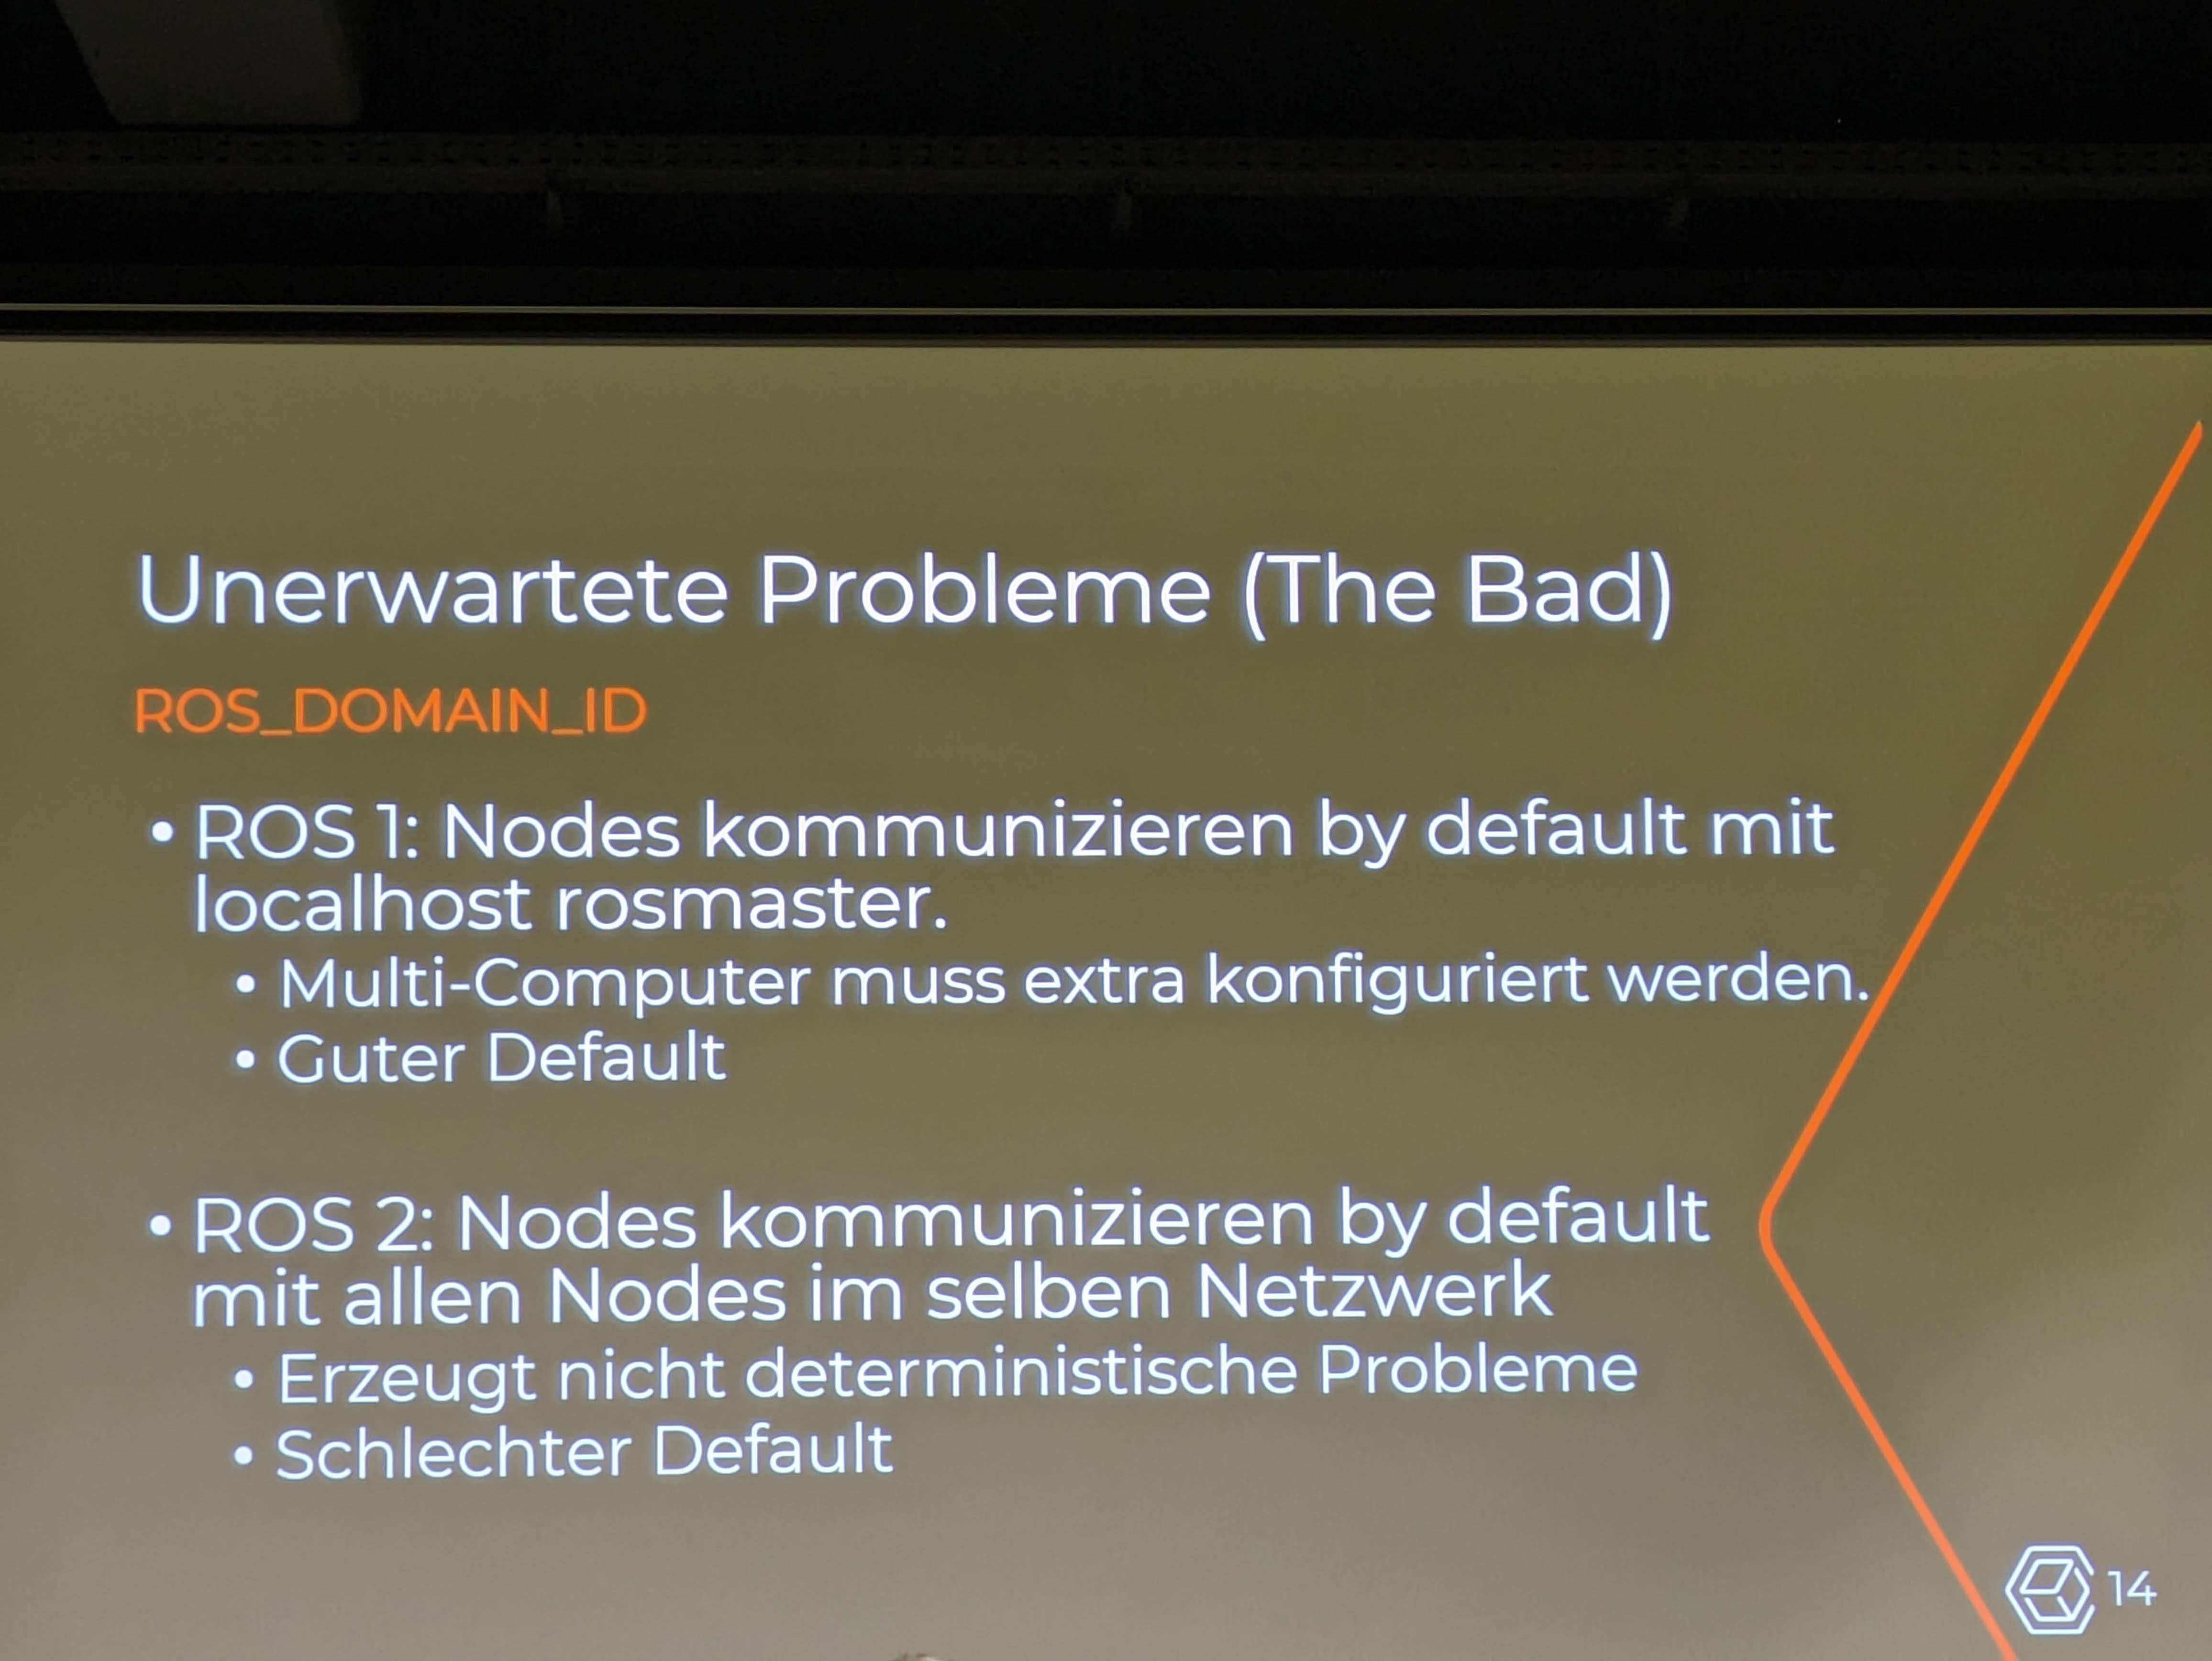 Unerwartete Probleme (The Bad)
ROS_DOMAIN_ID
• ROS 1: Nodes kommunizieren by default mit
localhost rosmaster.
• Multi-Computer muss extra konfiguriert werden.
• Guter Default
• ROS 2: Nodes kommunizieren by default
mit allen Nodes im selben Netzwerk
• Erzeugt nicht deterministische Probleme
• Schlechter Default
14